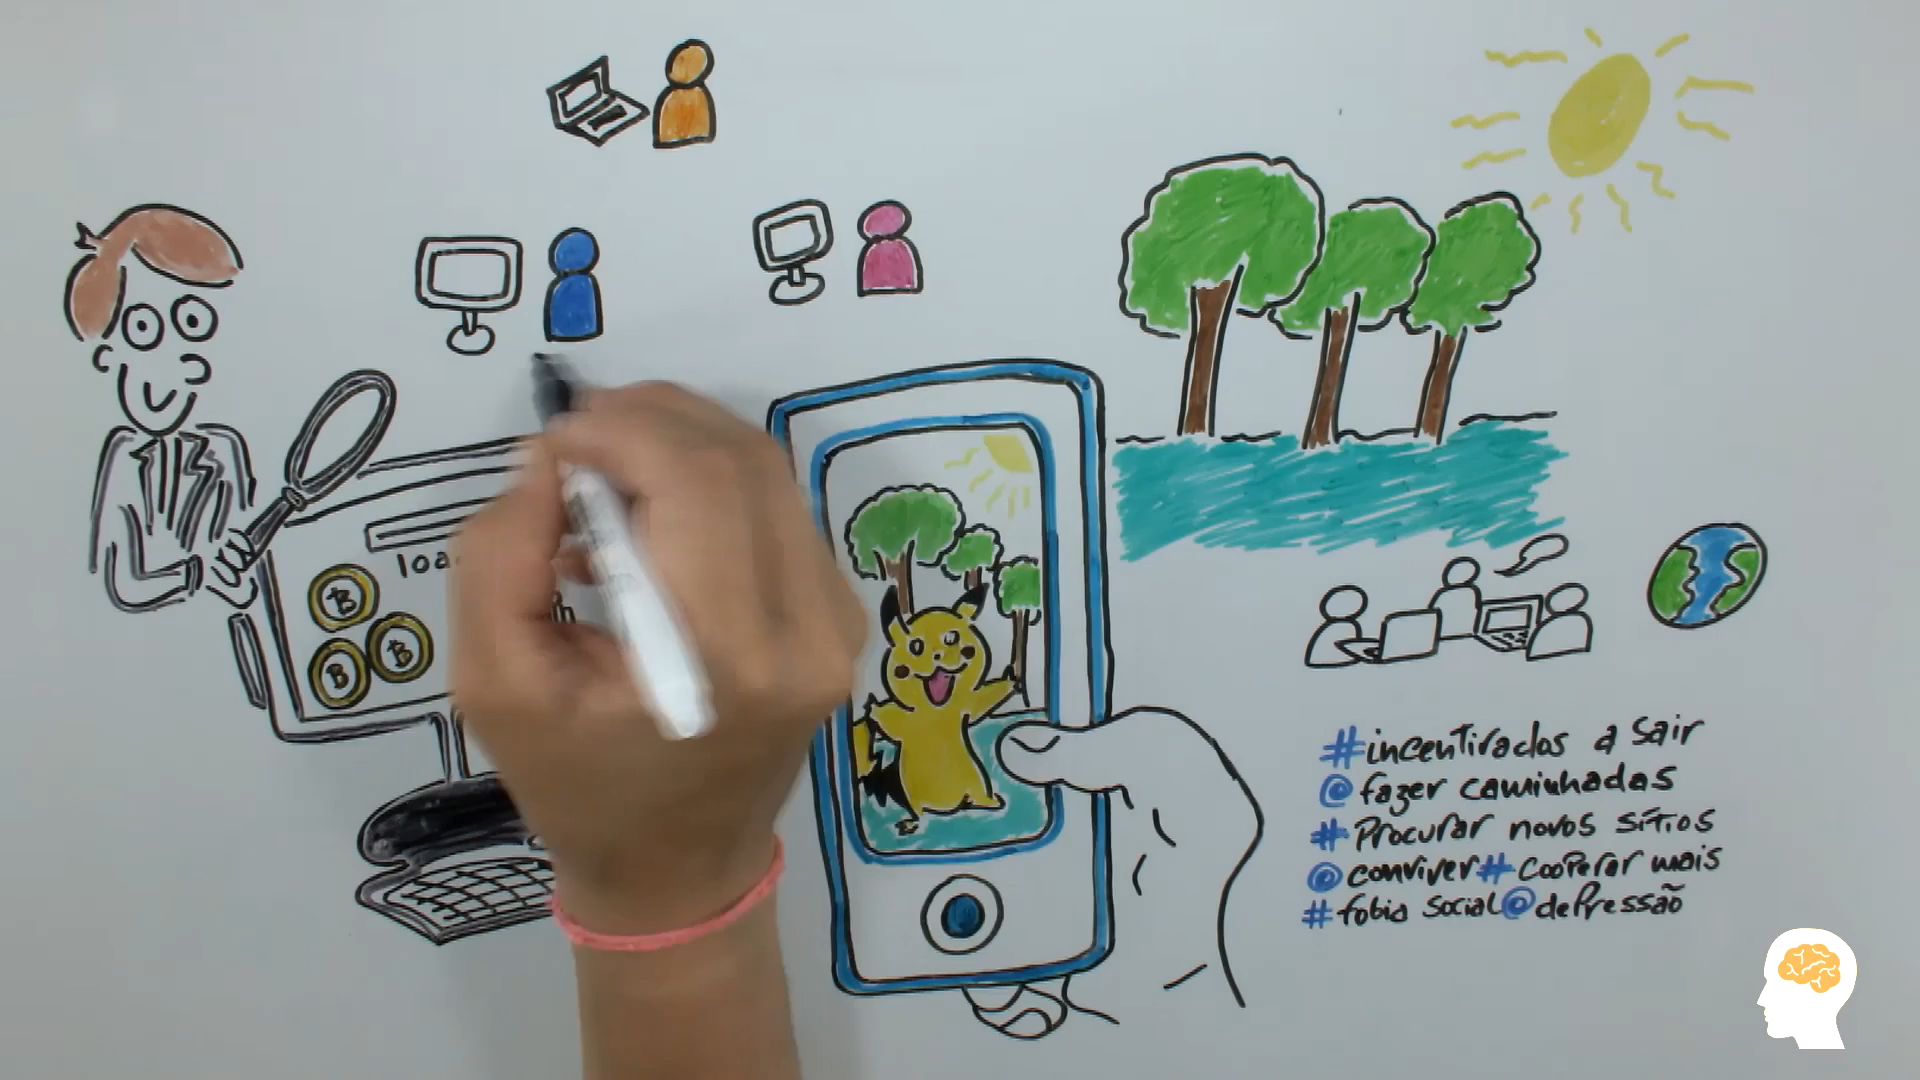 B
B
B
#incentivados a sair
@fazer caminhadas
#Procurar novos sítios
@conviver#cooperar mais
#fobia social@depressão